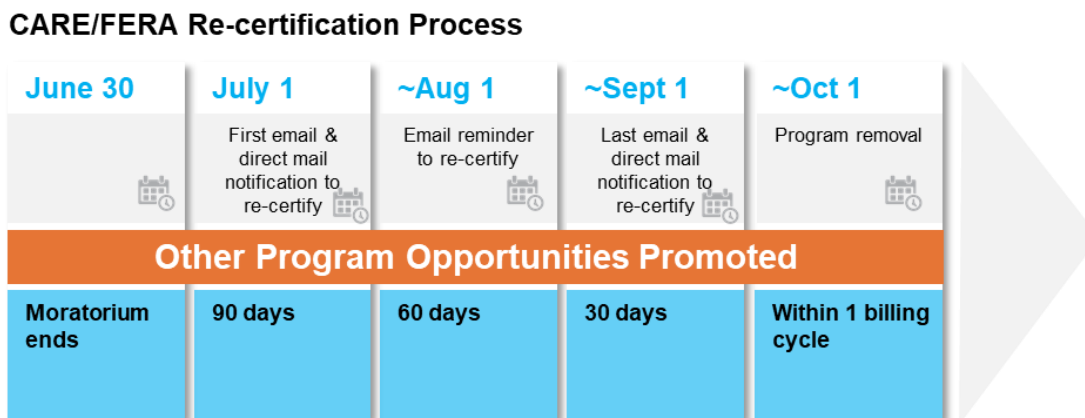 CARE/FERA Re-certification Process
June 30
July 1
~Aug 1
~Sept 1
~Oct 1
First email &
direct mail
notification to
re-certify
Email reminder
to re-certify
Last email &
direct mail
notification to
re-certify
Program removal
Other Program Opportunities Promoted
Moratorium
ends
90 days
60 days
30 days
Within 1 billing
cycle